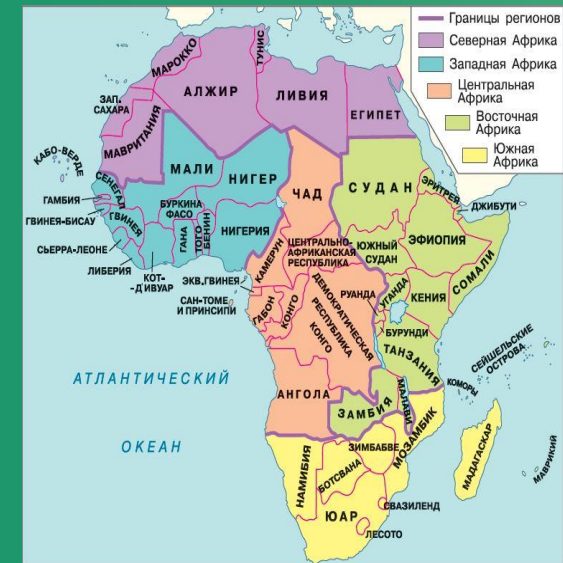 Границы регионов
Северная Африка
Западная Африка
Центральная
Африка
Восточная
Африка
Южная
Африка
МАРОККО
ТУНИС
АЛЖИР
ЛИВИЯ
ЕГИПЕТ
ЗАП.
САХАРА
МАВРИТАНИЯ
КАБО-ВЕРДЕ
МАЛИ
НИГЕР
ЧАД
СУДАН
ЭРИТРЕЯ
ДЖИБУТИ
СЕНЕГАЛ
ГАМБИЯ
ГВИНЕЯ-БИСАУ
ГВИНЕЯ
СЬЕРРА-ЛЕОНЕ
ЛИБЕРИЯ
КОТ-
-Д'ИВУАР
БУРКИНА
ФАСО
ГАНА
ТОГО
БЕНИН
НИГЕРИЯ
КАМЕРУН
ЦЕНТРАЛЬНО-
АФРИКАНСКАЯ
РЕСПУБЛИКА
ЮЖНЫЙ
СУДАН
ЭФИОПИЯ
СОМАЛИ
ЭКВ.ГВИНЕЯ
САН-ТОМЕ
И ПРИНСИПИ
ГАБОН
КОНГО
ДЕМОКРАТИЧЕСКАЯ
РЕСПУБЛИКА
КОНГО
РУАНДА
УГАНДА
КЕНИЯ
БУРУНДИ
ТАНЗАНИЯ
СЕЙШЕЛЬСКИЕ
ОСТРОВА
КОМОРЫ
АТЛАНТИЧЕСКИЙ
ОКЕАН
АНГОЛА
ЗАМБИЯ
МАЛАВИ
МОЗАМБИК
ЗИМБАБВЕ
НАМИБИЯ
БОТСВАНА
МАДАГАСКАР
МАВРИКИЙ
ЮАР
СВАЗИЛЕНД
ЛЕСОТО